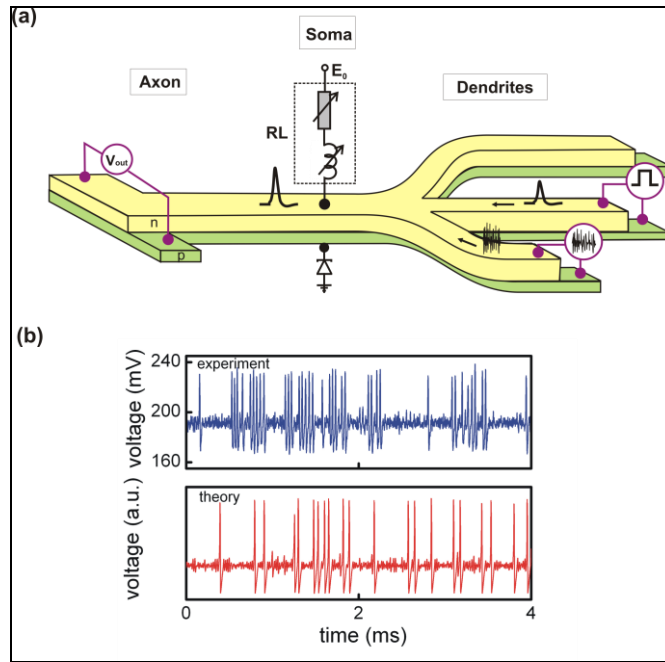 (a)
Soma
Axon
E₀
Dendrites
RL
Vout
n
p
(b)
voltage (mV)
240
200
160
experiment
voltage (a.u.)
theory
0 2 4
time (ms)